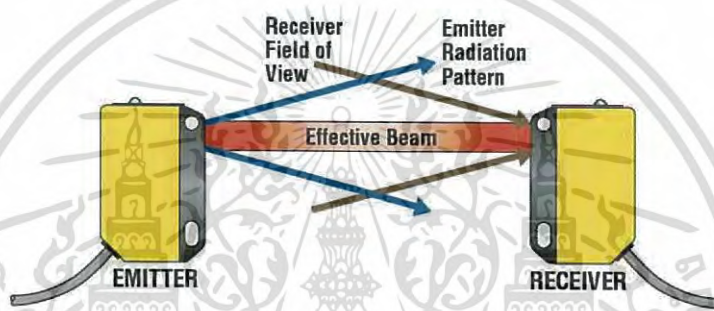 Receiver
Field of
View
Emitter
Radiation
Pattern
Effective Beam
EMITTER
RECEIVER